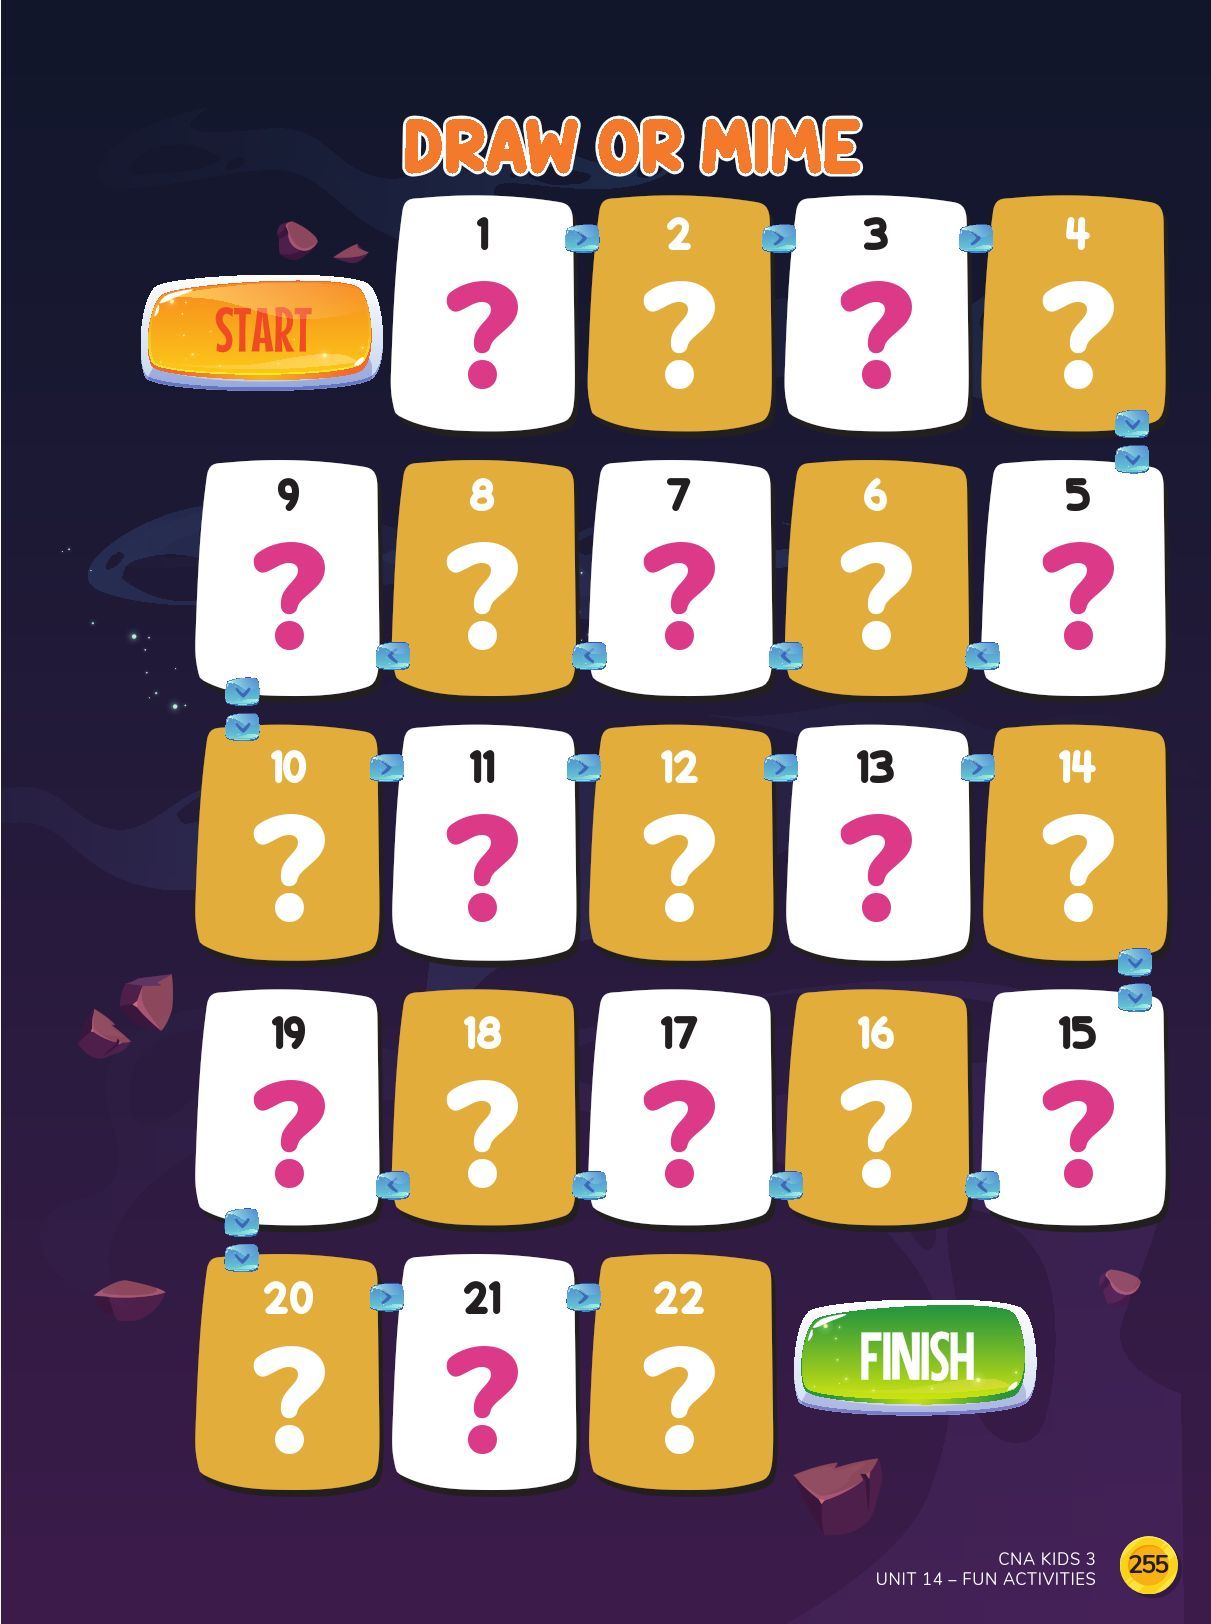 DRAW OR MIME
START
1 2 3 4
? ? ? ?
9 8 7 6 5
? ? ? ? ?
10 11 12 13 14
? ? ? ? ?
19 18 17 16 15
? ? ? ? ?
20 21 22
? ? ?
FINISH
CNA KIDS 3
UNIT 14 – FUN ACTIVITIES
255